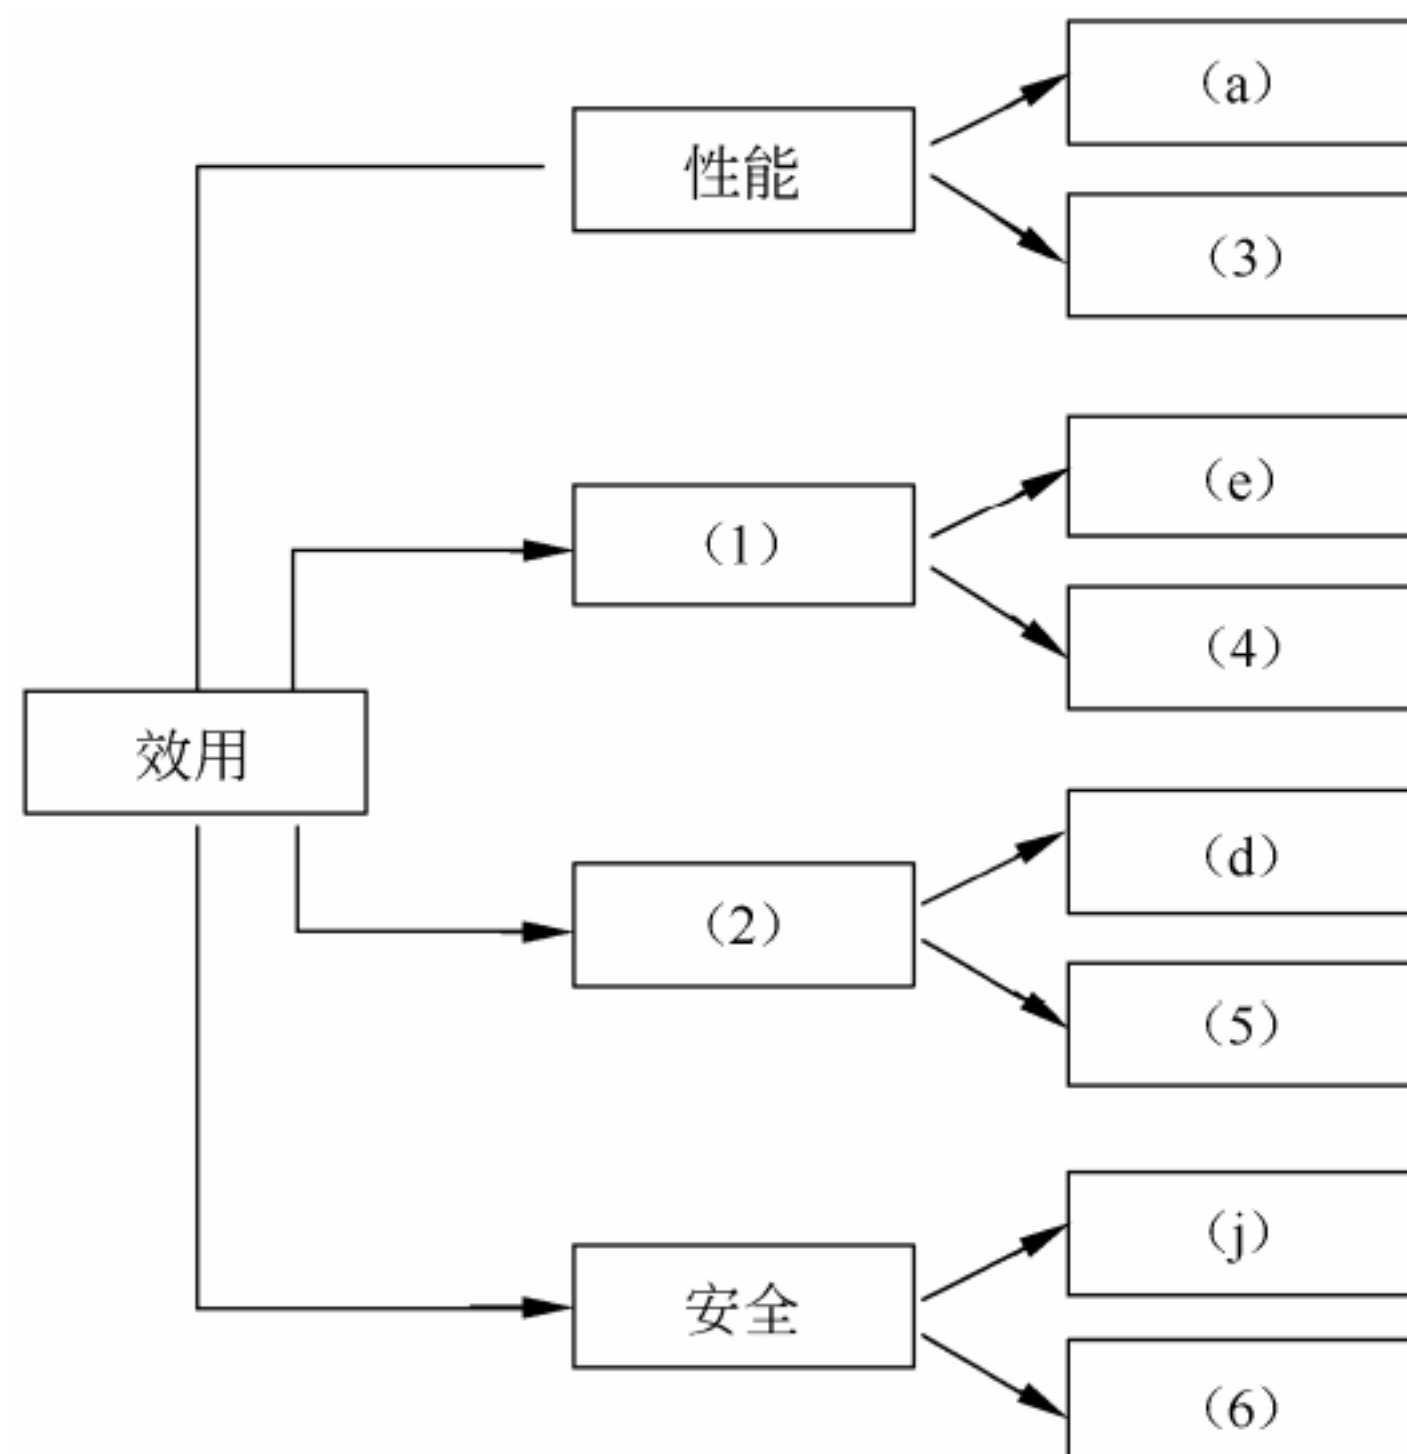 （a）
性能
（3）
（e）
（1）
（4）
效用
（d）
（2）
（5）
（j）
安全
（6）